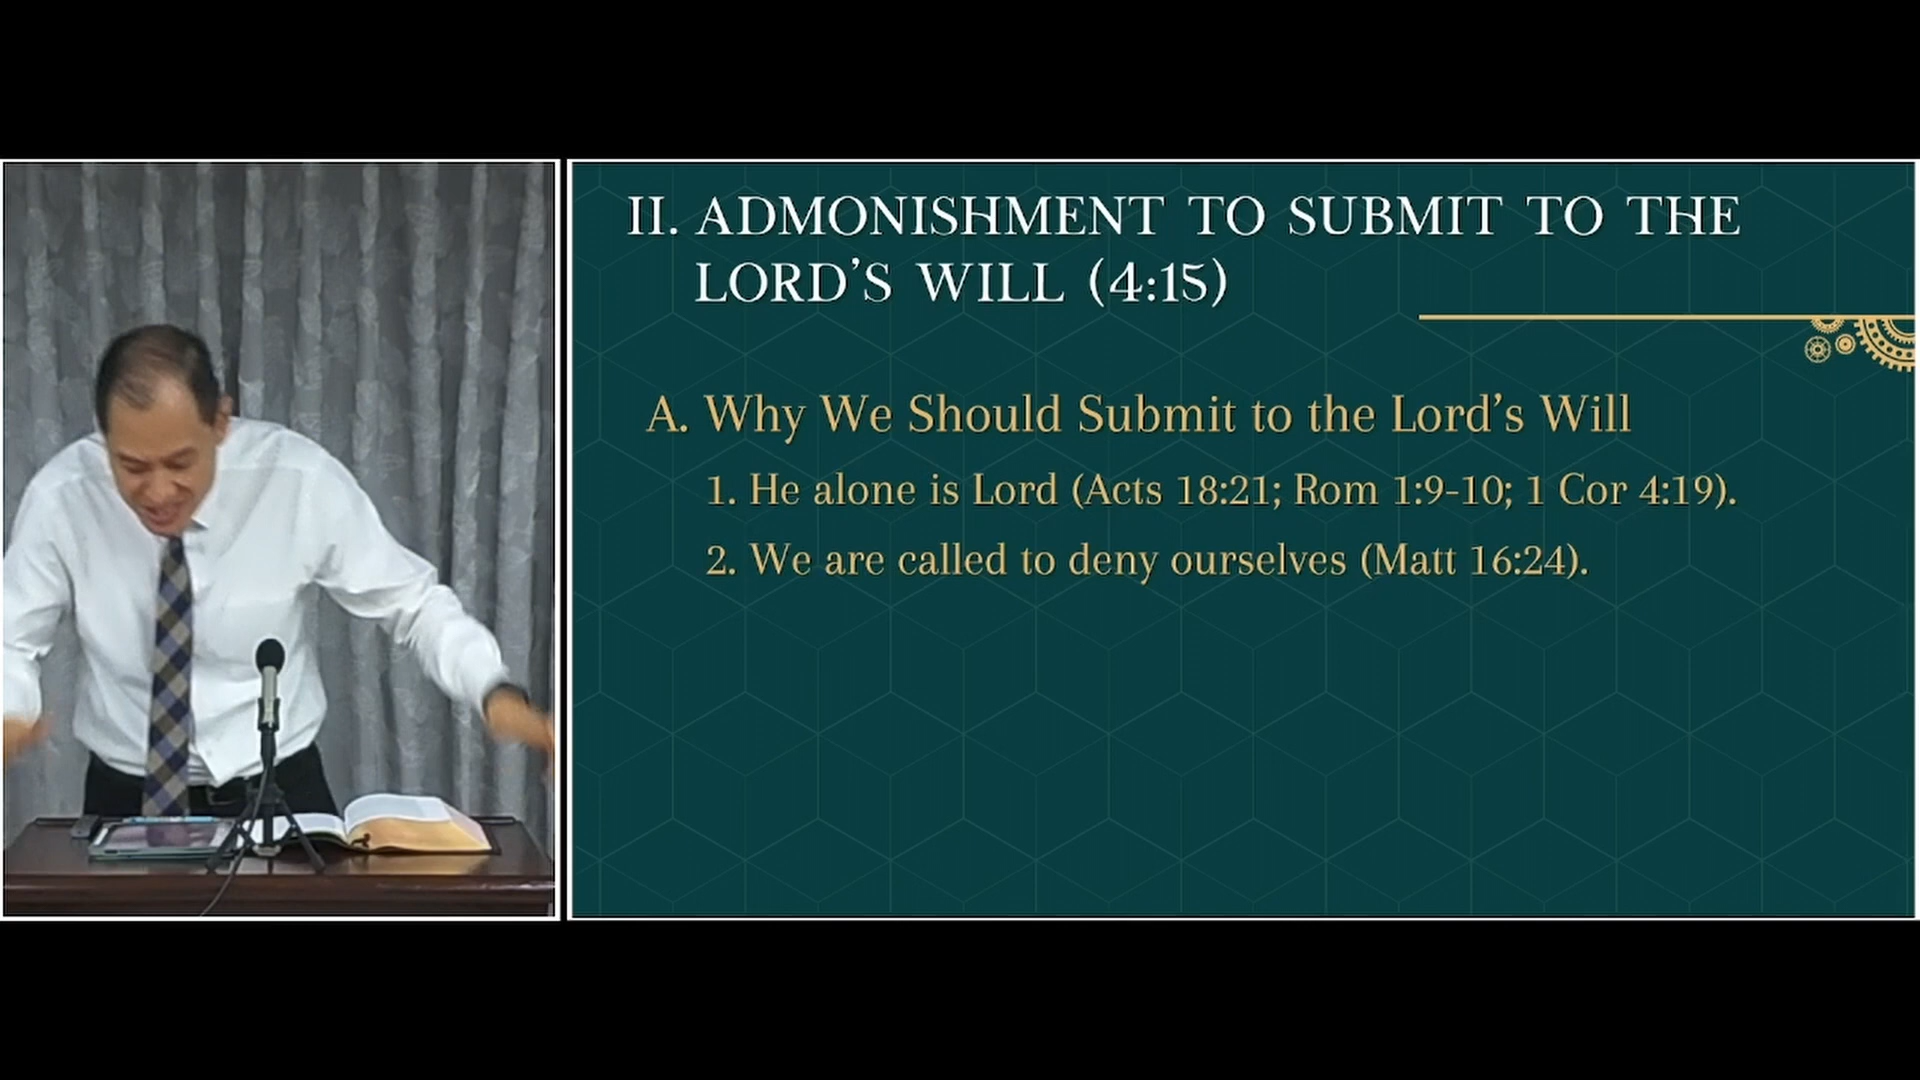 II. ADMONISHMENT TO SUBMIT TO THE
LORD’S WILL (4:15)
A. Why We Should Submit to the Lord’s Will
1. He alone is Lord (Acts 18:21; Rom 1:9-10; 1 Cor 4:19).
2. We are called to deny ourselves (Matt 16:24).